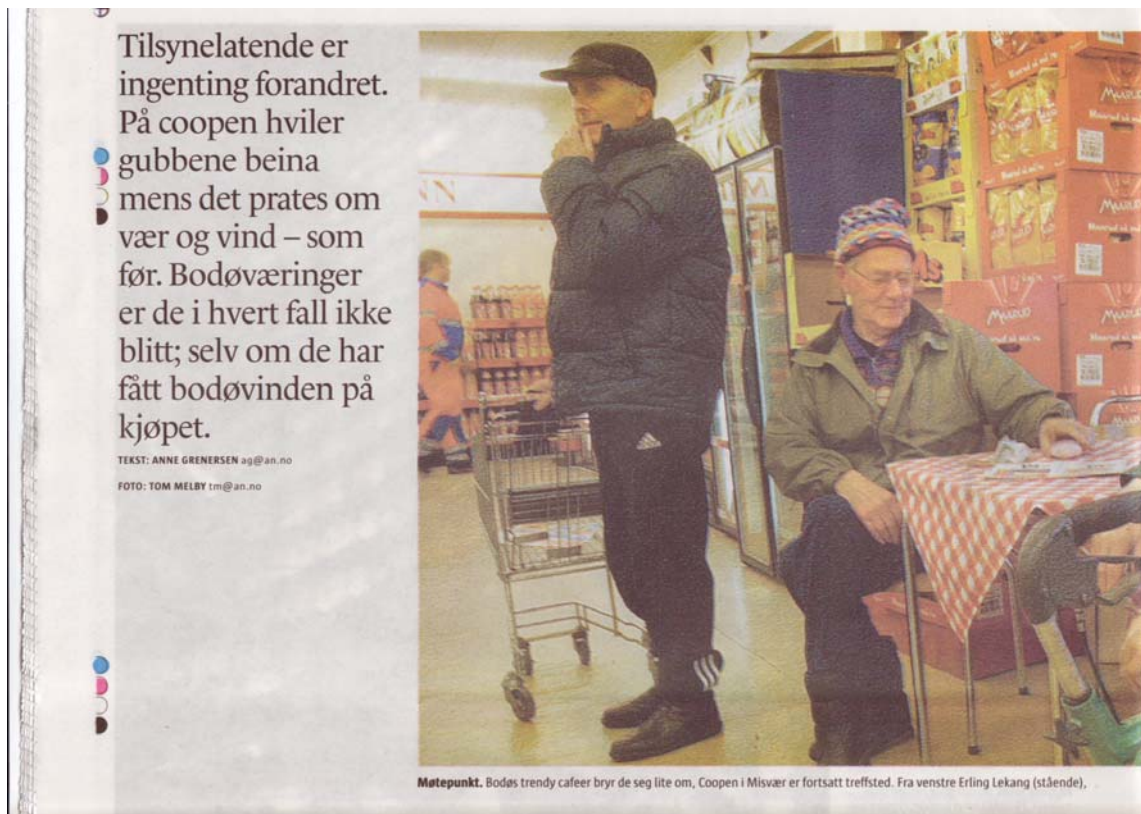 Tilsynelatende er
ingenting forandret.
På coopen hviler
gubbene beina
mens det prates om
vær og vind – som
før. Bodøværinger
er de i hvert fall ikke
blitt; selv om de har
fått bodøvinden på
kjøpet.
TEKST: ANNE GRENERSEN ag@an.no
FOTO: TOM MELBY tm@an.no
MAARUD
MAARUD
Møtepunkt. Bodøs trendy cafeer bryr de seg lite om, Coopen i Misvær er fortsatt treffsted. Fra venstre Erling Lekang (stående),